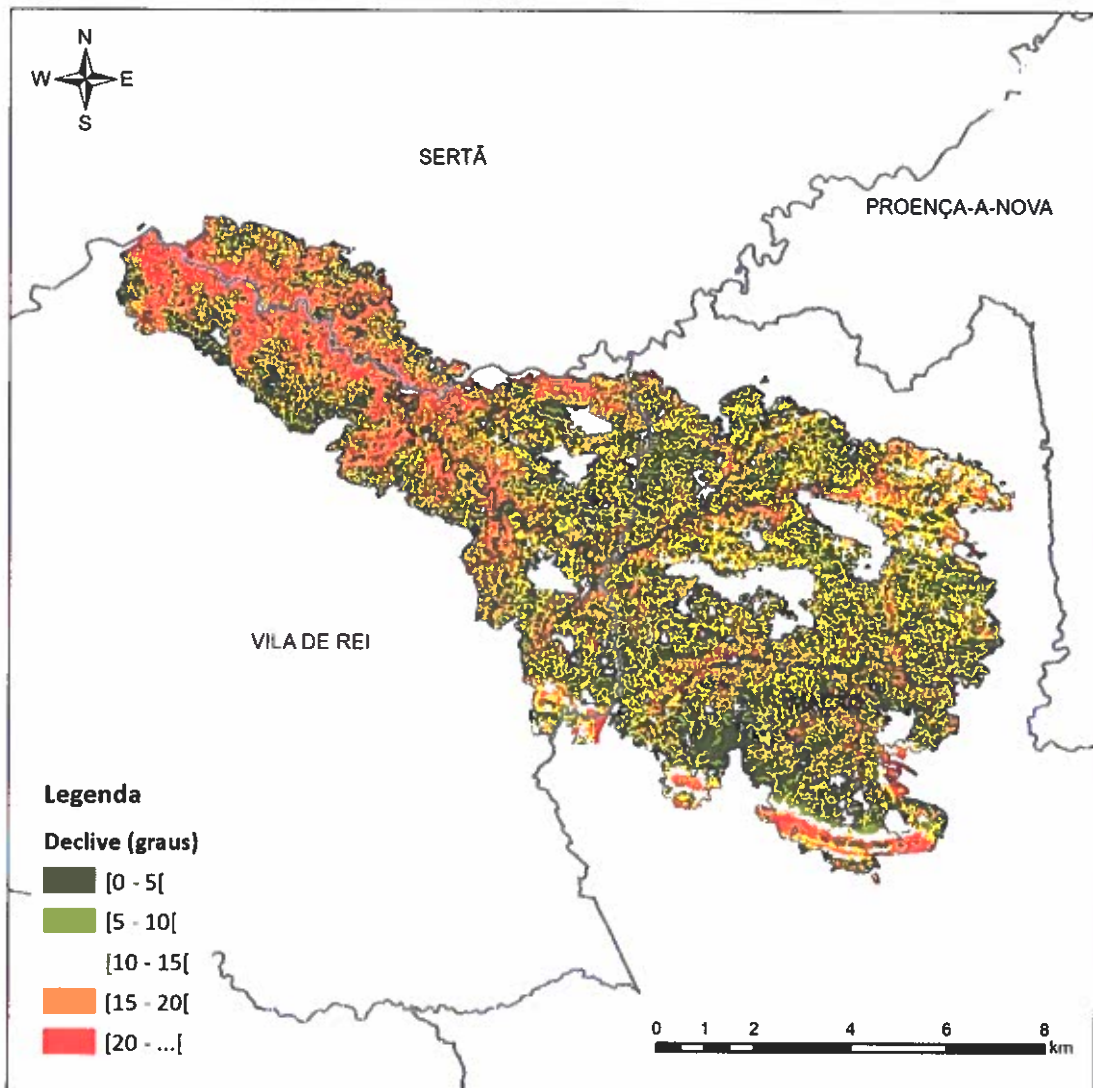 N
W E
S
SERTÃ
PROENÇA-A-NOVA
VILA DE REI
Legenda
Declive (graus)
[0 - 5[
[5 - 10[
[10 - 15[
[15 - 20[
[20 - ...[
0 1 2 4 6 8
km